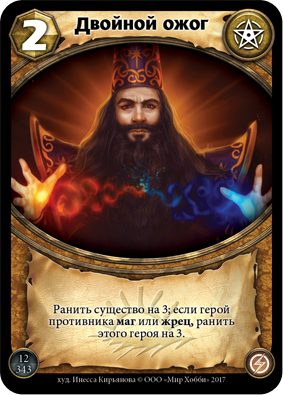 2
Двойной ожог
Ранить существо на 3; если герой
противника маг или жрец, ранить
этого героя на 3.
12
343
худ. Инесса Кирьянова © ООО «Мир Хобби» 2017